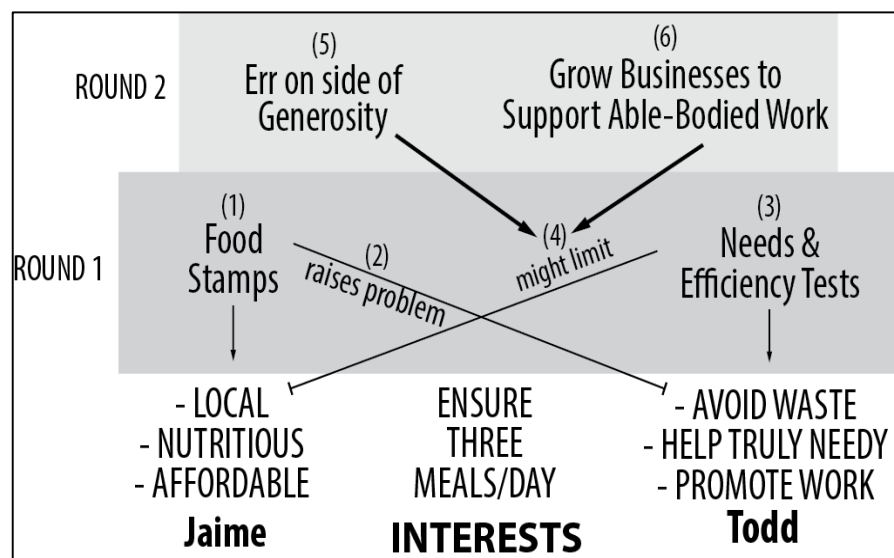 ROUND 2
(5)
Err on side of
Generosity
(6)
Grow Businesses to
Support Able-Bodied Work
ROUND 1
(1)
Food
Stamps
(2)
raises problem
(4)
might limit
(3)
Needs &
Efficiency Tests
- LOCAL
- NUTRITIOUS
- AFFORDABLE
Jaime
ENSURE
THREE
MEALS/DAY
INTERESTS
- AVOID WASTE
- HELP TRULY NEEDY
- PROMOTE WORK
Todd